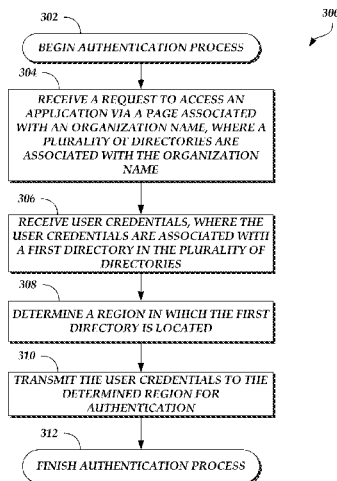 302
300
BEGIN AUTHENTICATION PROCESS
304
RECEIVE A REQUEST TO ACCESS AN
APPLICATION VIA A PAGE ASSOCIATED
WITH AN ORGANIZATION NAME, WHERE A
PLURALITY OF DIRECTORIES ARE
ASSOCIATED WITH THE ORGANIZATION
NAME
306
RECEIVE USER CREDENTIALS, WHERE THE
USER CREDENTIALS ARE ASSOCIATED WITH
A FIRST DIRECTORY IN THE PLURALITY OF
DIRECTORIES
308
DETERMINE A REGION IN WHICH THE FIRST
DIRECTORY IS LOCATED
310
TRANSMIT THE USER CREDENTIALS TO THE
DETERMINED REGION FOR
AUTHENTICATION
312
FINISH AUTHENTICATION PROCESS